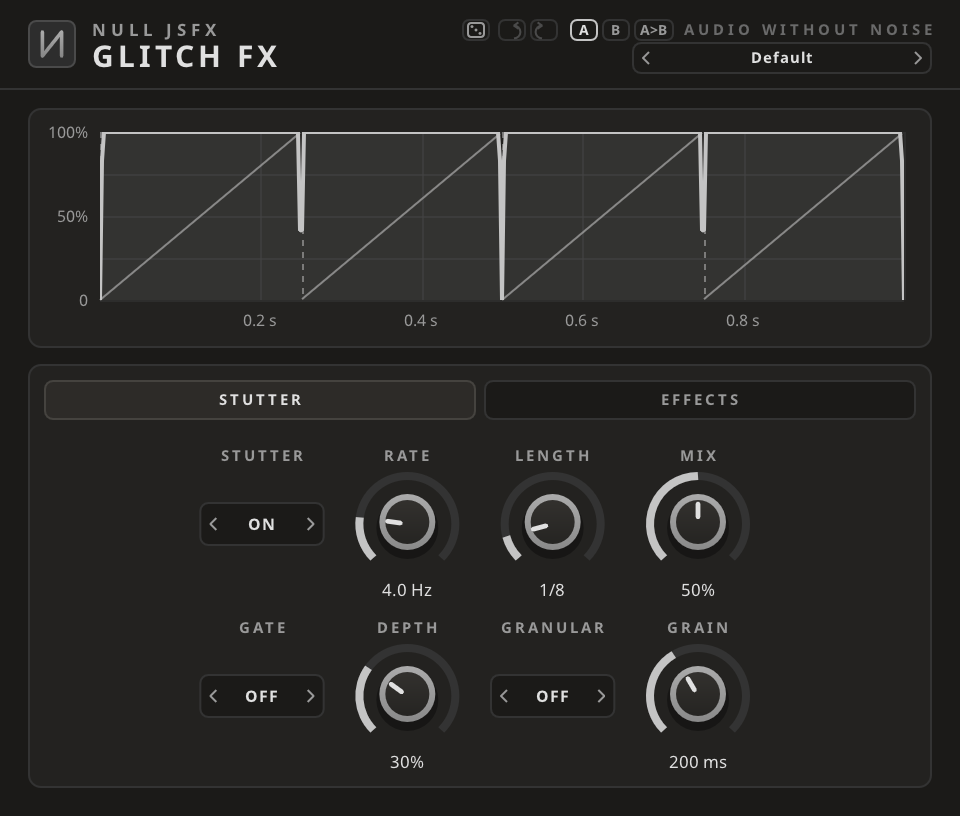 NULL JSFX
GLITCH FX
A B A>B AUDIO WITHOUT NOISE
Default
100%
50%
0
0.2 s 0.4 s 0.6 s 0.8 s
STUTTER EFFECTS
STUTTER RATE LENGTH MIX
ON
4.0 Hz 1/8 50%
GATE DEPTH GRANULAR GRAIN
OFF OFF
30% 200 ms